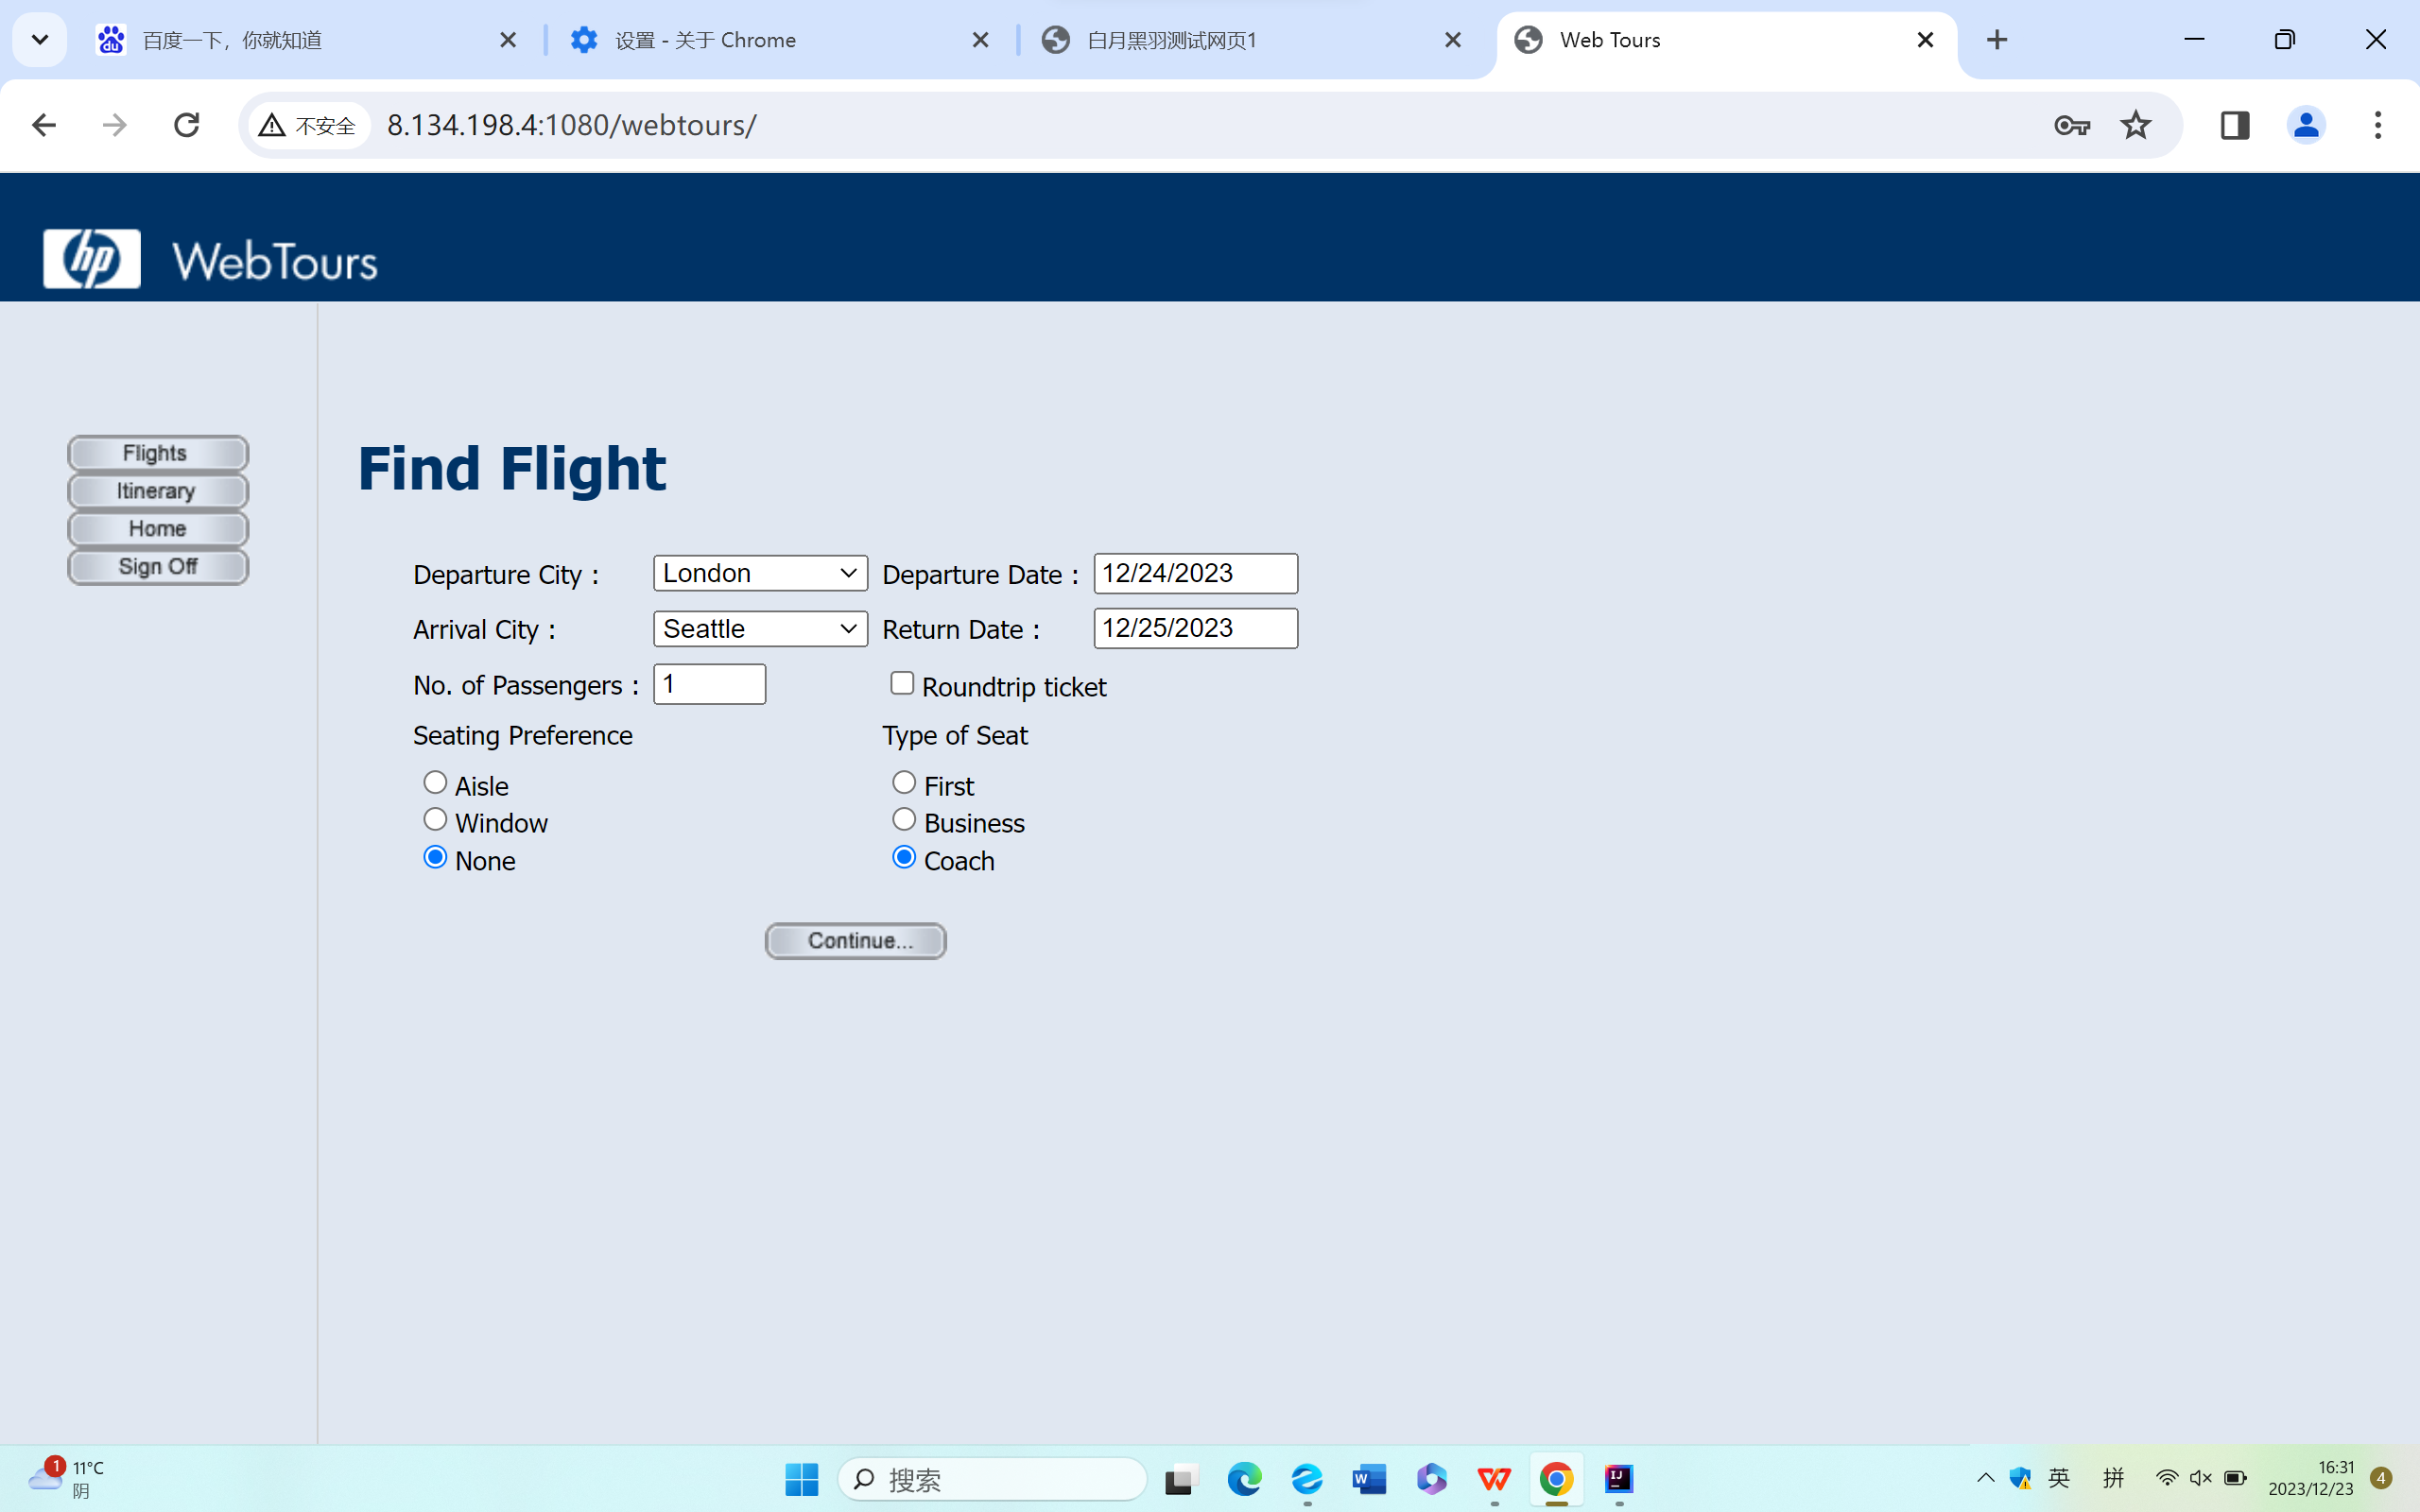 百度一下，你就知道
设置 - 关于 Chrome
白月黑羽测试网页1
Web Tours
不安全
8.134.198.4:1080/webtours/
hp WebTours
Flights
Itinerary
Home
Sign Off
Find Flight
Departure City : London Departure Date : 12/24/2023
Arrival City : Seattle Return Date : 12/25/2023
No. of Passengers : 1 Roundtrip ticket
Seating Preference Type of Seat
Aisle First
Window Business
None Coach
Continue...
1 11°C
阴
搜索
W
IJ
英 拼
16:31
2023/12/23
4